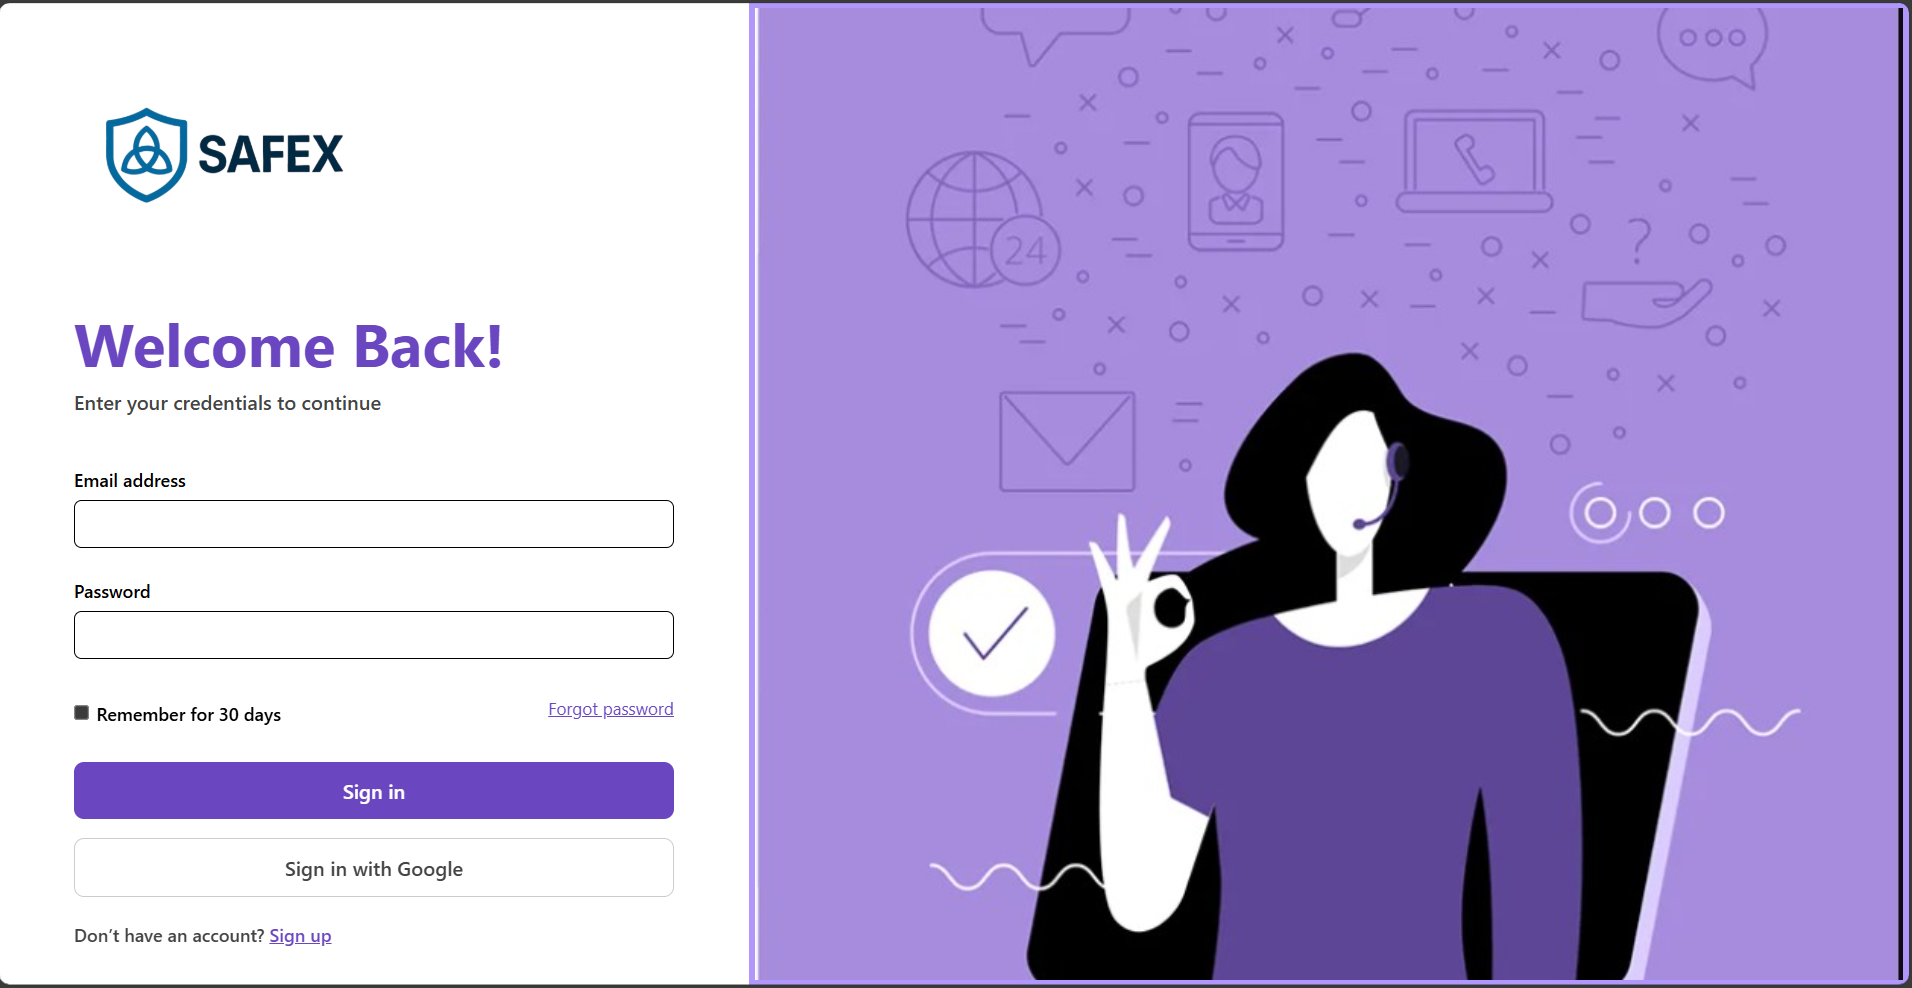 SAFEX
Welcome Back!
Enter your credentials to continue
Email address
Password
Remember for 30 days
Forgot password
Sign in
Sign in with Google
Don’t have an account? Sign up
24
?